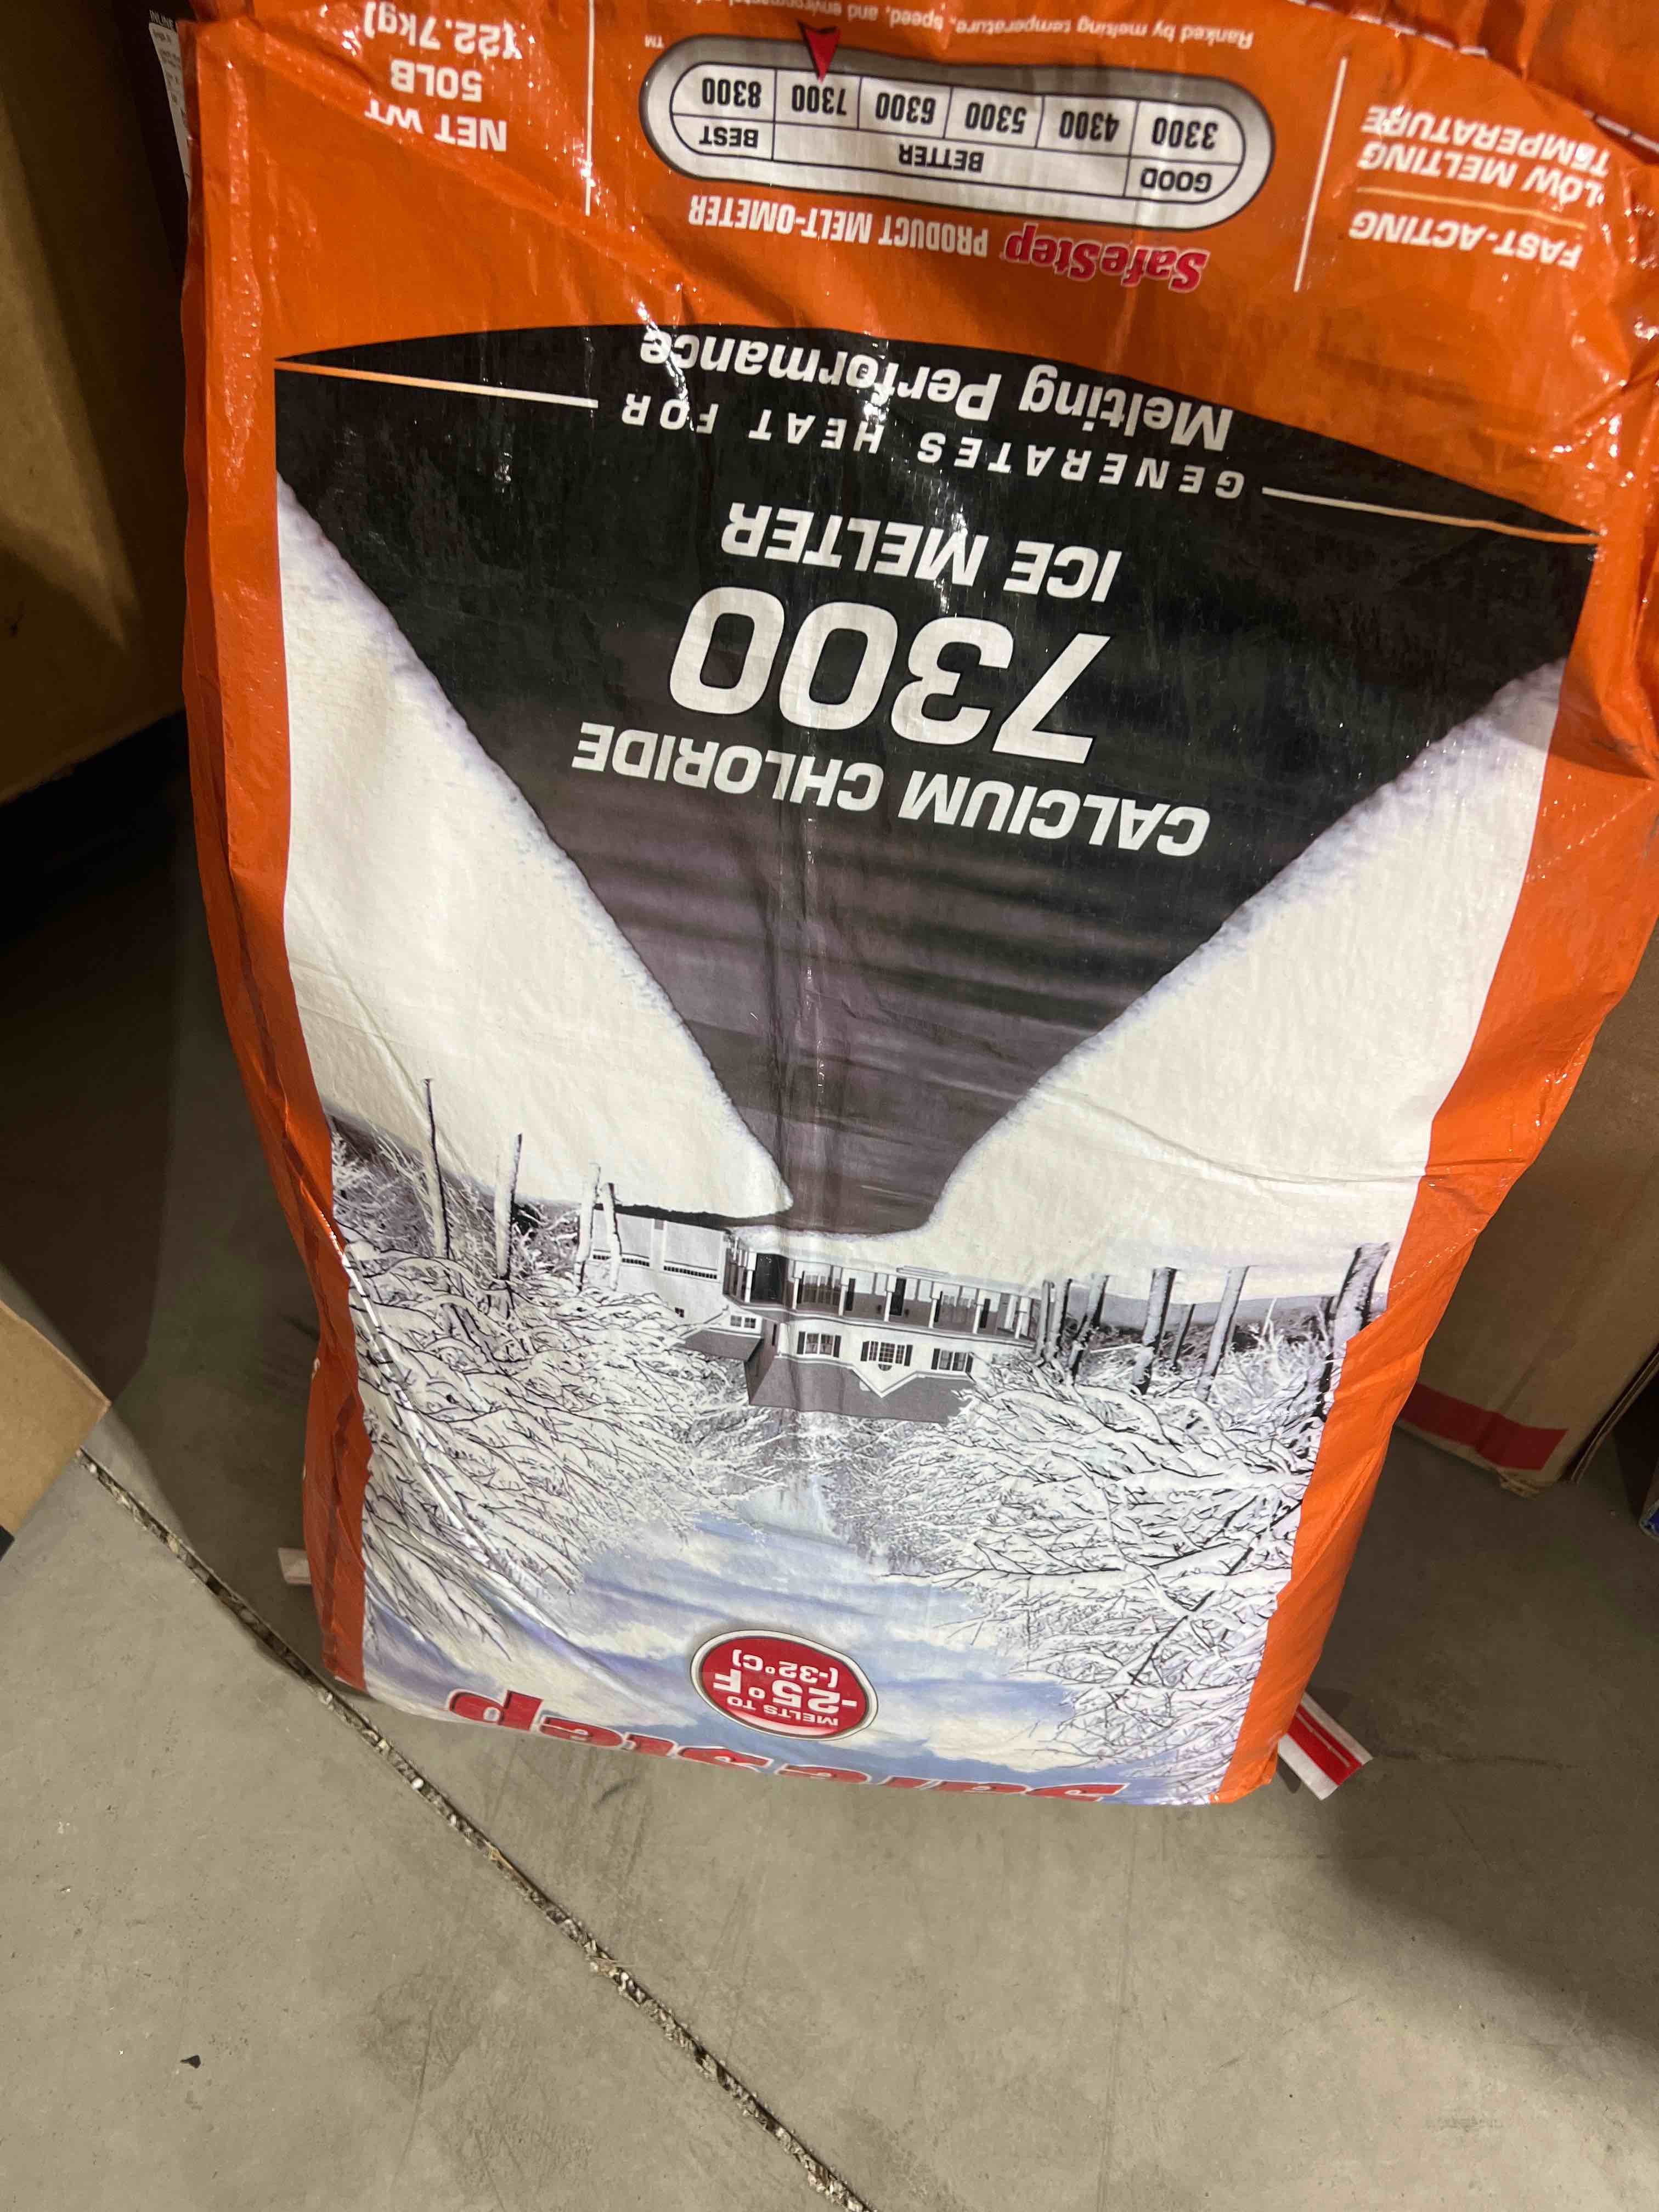 SafeStep
MELTS TO
-25°F
(-32°C)
CALCIUM CHLORIDE
7300
ICE MELTER
GENERATES HEAT FOR
Melting Performance
FAST-ACTING
LOW MELTING
TEMPERATURE
SafeStep PRODUCT MELT-OMETER
GOOD BETTER BEST
3300 4300 5300 6300 7300 8300
TM
Ranked by melting temperature, speed, and
NET WT
50LB
(22.7kg)